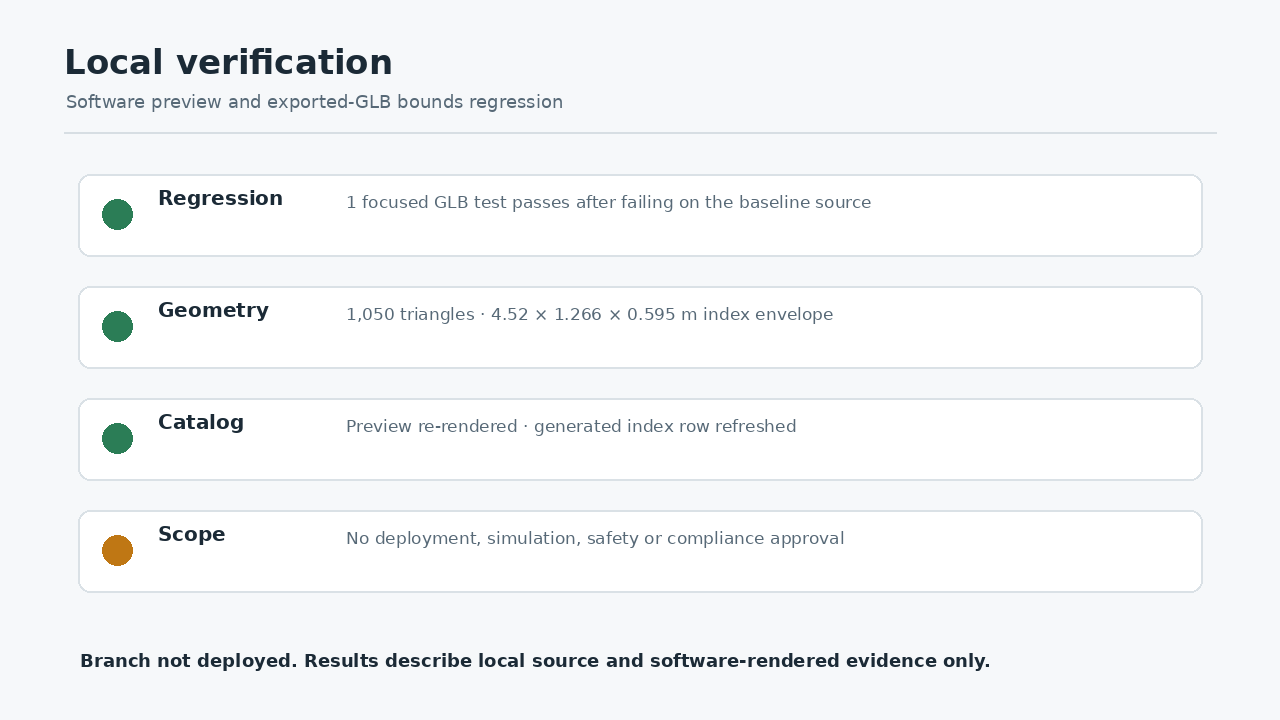 Local verification
Software preview and exported-GLB bounds regression
Regression
1 focused GLB test passes after failing on the baseline source
Geometry
1,050 triangles · 4.52 × 1.266 × 0.595 m index envelope
Catalog
Preview re-rendered · generated index row refreshed
Scope
No deployment, simulation, safety or compliance approval
Branch not deployed. Results describe local source and software-rendered evidence only.